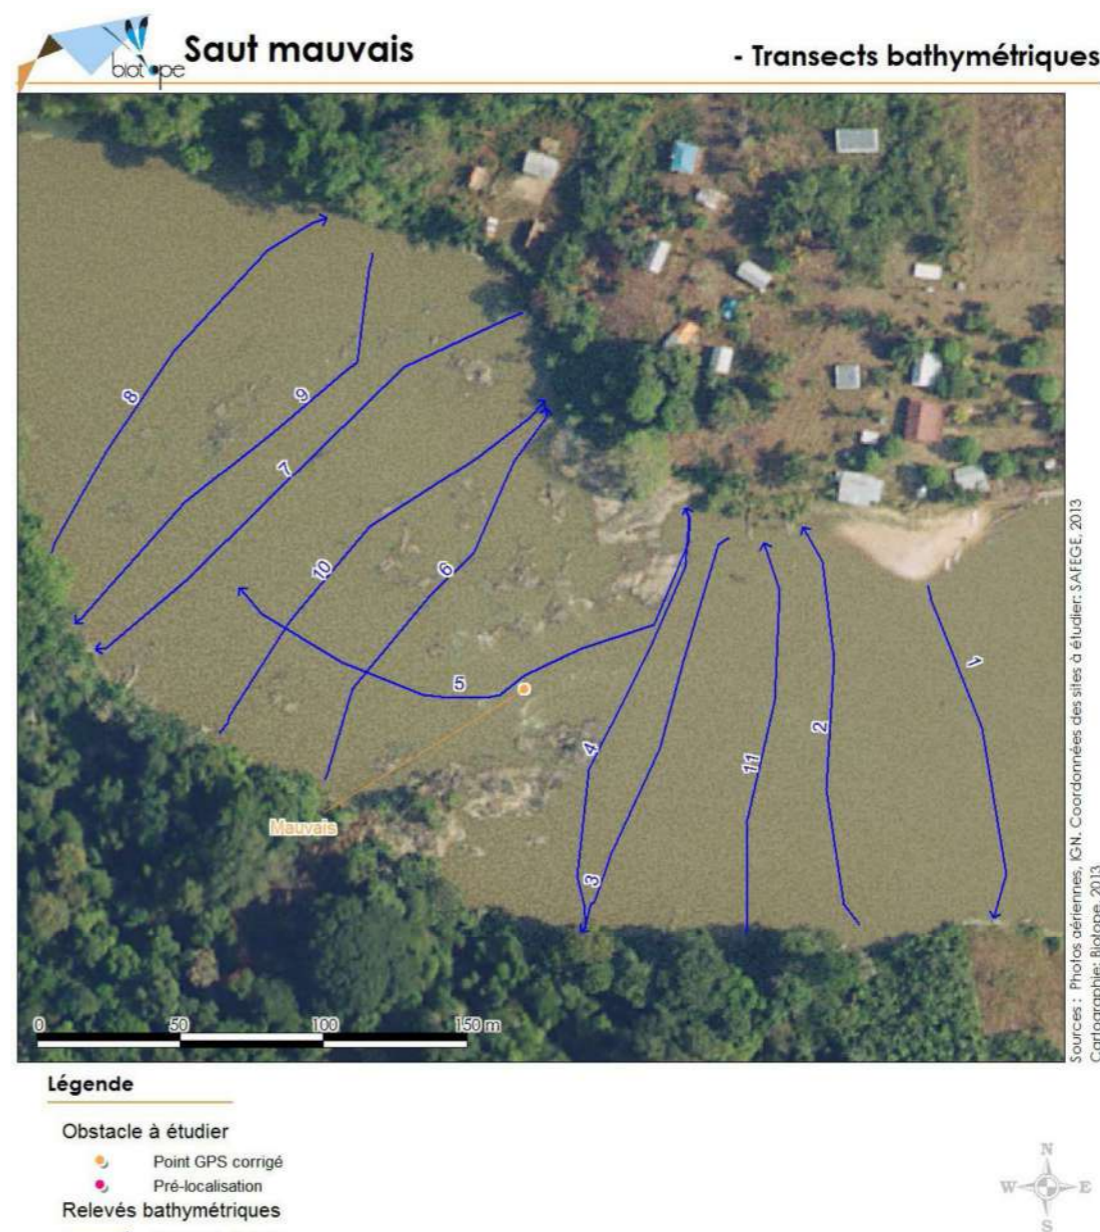 biotope
Saut mauvais
- Transects bathymétriques
8
9
7
10
6
5
4
3
11
2
1
Mauvais
0 50 100 150 m
Sources : Photos aériennes, IGN, Coordonnées des sites à étudier: SAFEGE, 2013
Cartographie: Biotope, 2013
Légende
Obstacle à étudier
Point GPS corrigé
Pré-localisation
Relevés bathymétriques
N
W E
S